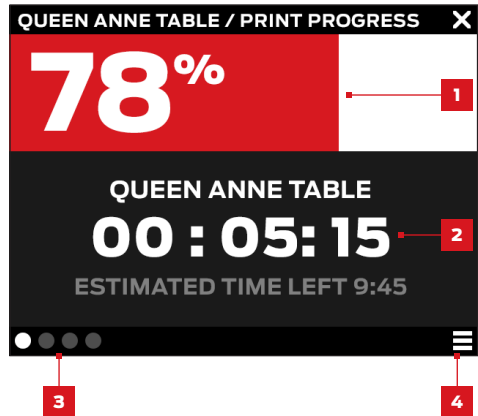 QUEEN ANNE TABLE / PRINT PROGRESS
78%
1
QUEEN ANNE TABLE
00 : 05: 15
2
ESTIMATED TIME LEFT 9:45
3
4